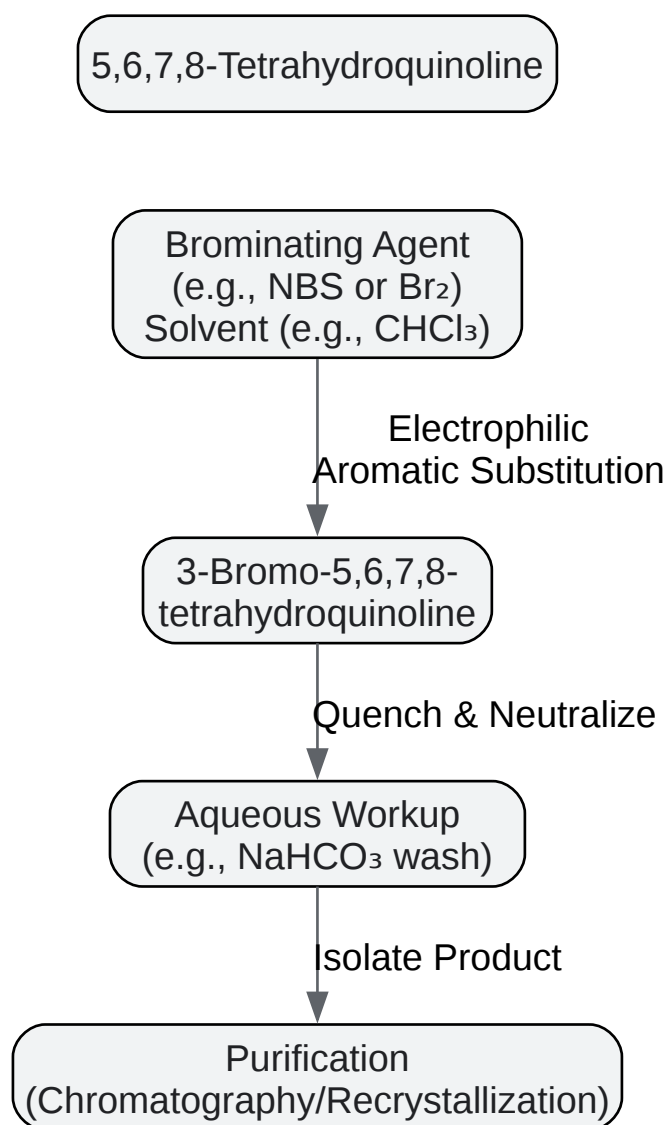 5,6,7,8-Tetrahydroquinoline
Brominating Agent
(e.g., NBS or Br₂)
Solvent (e.g., CHCl₃)
Electrophilic
Aromatic Substitution
3-Bromo-5,6,7,8-
tetrahydroquinoline
Quench & Neutralize
Aqueous Workup
(e.g., NaHCO₃ wash)
Isolate Product
Purification
(Chromatography/Recrystallization)